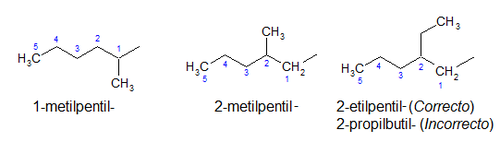 5
H3C
4
3
2
1
CH3
1-metilpentil-
H3C
5
4
3
2
CH3
CH2
1
2-metilpentil-
H3C
5
4
3
2
CH3
CH2
1
2-etilpentil- (Correcto)
2-propilbutil- (Incorrecto)